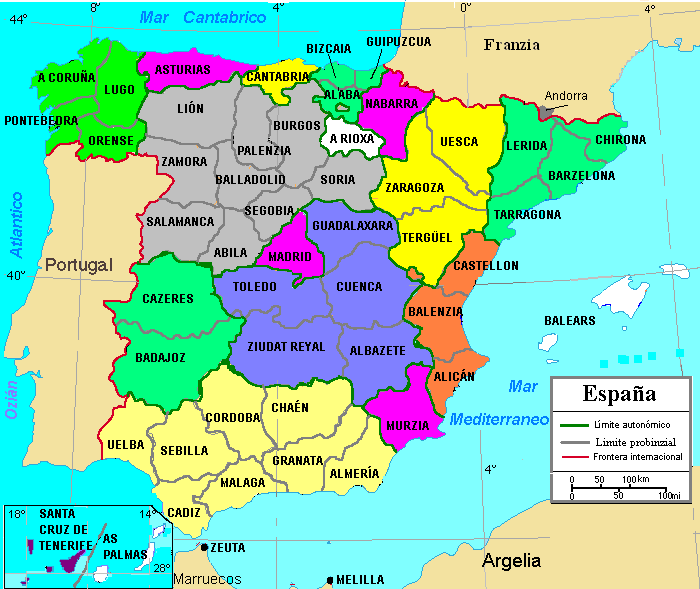 44°
Mar Cantabrico
4°
0°
4°
BIZCAIA
GUIPUZCUA
Franzia
A CORUÑA
LUGO
ASTURIAS
CANTABRIA
ALABA
NABARRA
Andorra
PONTEBEDRA
ORENSE
LIÓN
BURGOS
A RIOXA
UESCA
LERIDA
CHIRONA
PALENZIA
ZAMORA
BALLADOLID
SORIA
ZARAGOZA
BARZELONA
SALAMANCA
SEGOBIA
GUADALAXARA
TERGÜEL
TARRAGONA
Atlantico
ABILA
MADRID
CASTELLON
Portugal
40°
40°
CAZERES
TOLEDO
CUENCA
BALENZIA
BALEARS
BADAJOZ
ZIUDAT REYAL
ALBAZETE
ALICÁN
Ozián
Mar
Mediterraneo
España
Límite autonómico
Limite probinzial
Frontera internacional
0 50 100km
0 50 100mi
CORDOBA
CHAÉN
MURZIA
UELBA
SEBILLA
GRANATA
ALMERÍA
MALAGA
CADIZ
4°
18°
SANTA
CRUZ DE
TENERIFE
14°
AS
PALMAS
28°
ZEUTA
Marruecos
MELILLA
Argelia